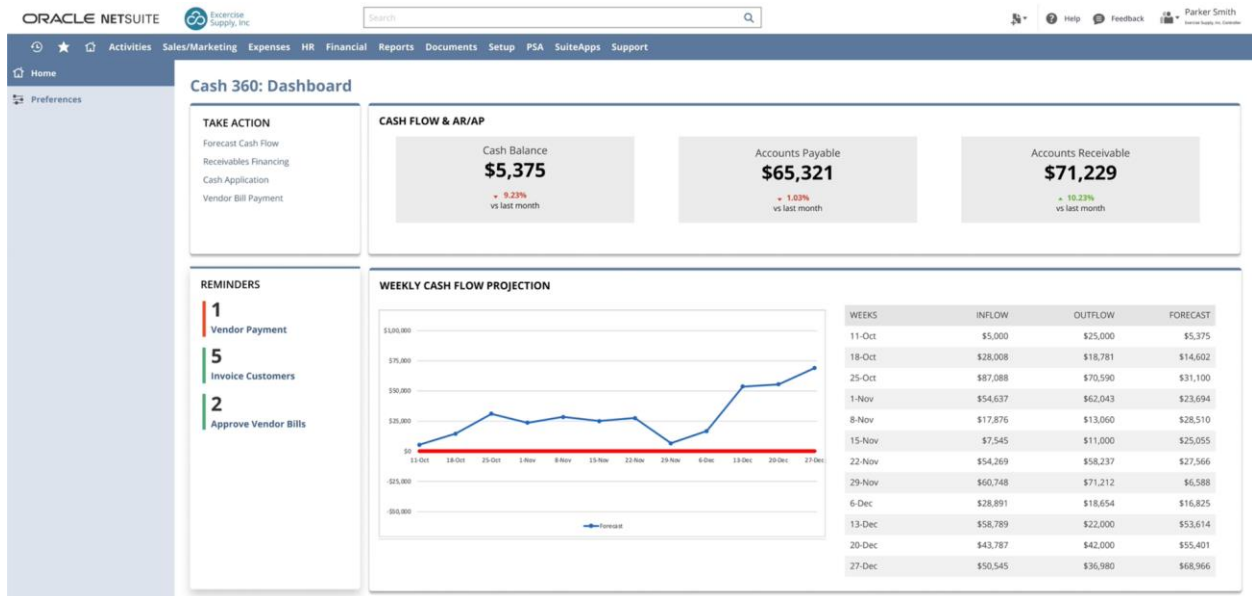 ORACLE NETSUITE
Excercise
Supply, Inc
Search
Help
Feedback
Parker Smith
Exercise Supply, Inc. Controller
Activities Sales/Marketing Expenses HR Financial Reports Documents Setup PSA SuiteApps Support
Home
Preferences
Cash 360: Dashboard
TAKE ACTION
Forecast Cash Flow
Receivables Financing
Cash Application
Vendor Bill Payment
CASH FLOW & AR/AP
Cash Balance
$5,375
9.23%
vs last month
Accounts Payable
$65,321
1.03%
vs last month
Accounts Receivable
$71,229
10.23%
vs last month
REMINDERS
1
Vendor Payment
5
Invoice Customers
2
Approve Vendor Bills
WEEKLY CASH FLOW PROJECTION
$1,00,000
$75,000
$50,000
$25,000
$0
-$25,000
-$50,000
11-Oct 18-Oct 25-Oct 1-Nov 8-Nov 15-Nov 22-Nov 29-Nov 6-Dec 13-Dec 20-Dec 27-Dec
Forecast
WEEKS INFLOW OUTFLOW FORECAST
11-Oct $5,000 $25,000 $5,375
18-Oct $28,008 $18,781 $14,602
25-Oct $87,088 $70,590 $31,100
1-Nov $54,637 $62,043 $23,694
8-Nov $17,876 $13,060 $28,510
15-Nov $7,545 $11,000 $25,055
22-Nov $54,269 $58,237 $27,566
29-Nov $60,748 $71,212 $6,588
6-Dec $28,891 $18,654 $16,825
13-Dec $58,789 $22,000 $53,614
20-Dec $43,787 $42,000 $55,401
27-Dec $50,545 $36,980 $68,966